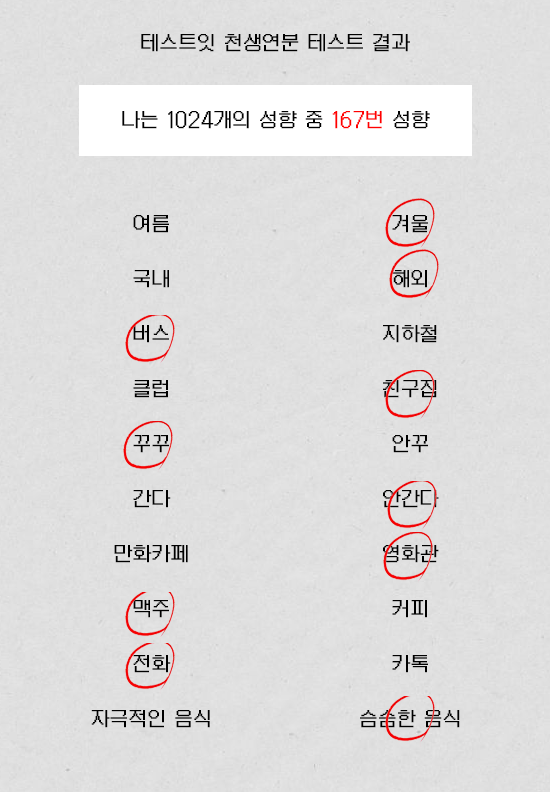 테스트잇 천생연분 테스트 결과
나는 1024개의 성향 중 167번 성향
여름 겨울
국내 해외
버스 지하철
클럽 친구집
꾸꾸 안꾸
간다 안간다
만화카페 영화관
맥주 커피
전화 카톡
자극적인 음식 슴슴한 음식